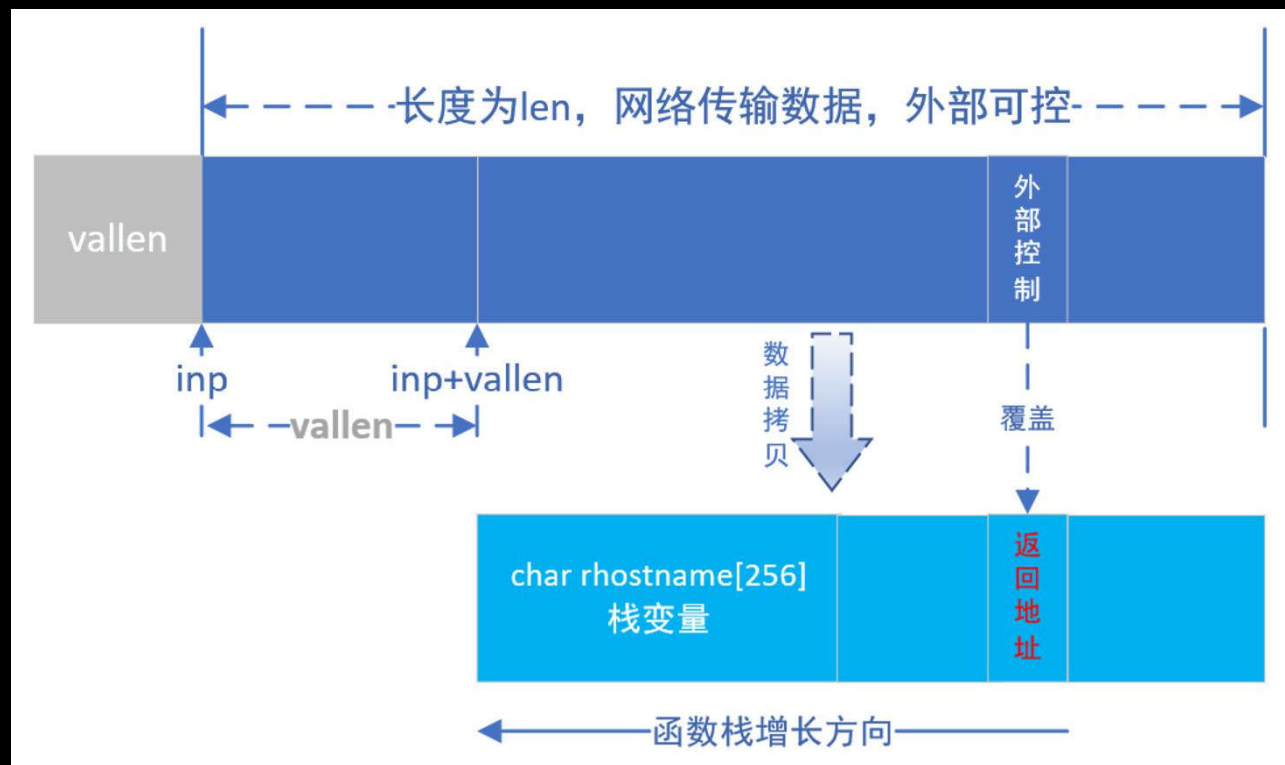 长度为len，网络传输数据，外部可控
vallen
外部控制
inp
inp+vallen
vallen
数据拷贝
覆盖
char rhostname[256]
栈变量
返回地址
函数栈增长方向